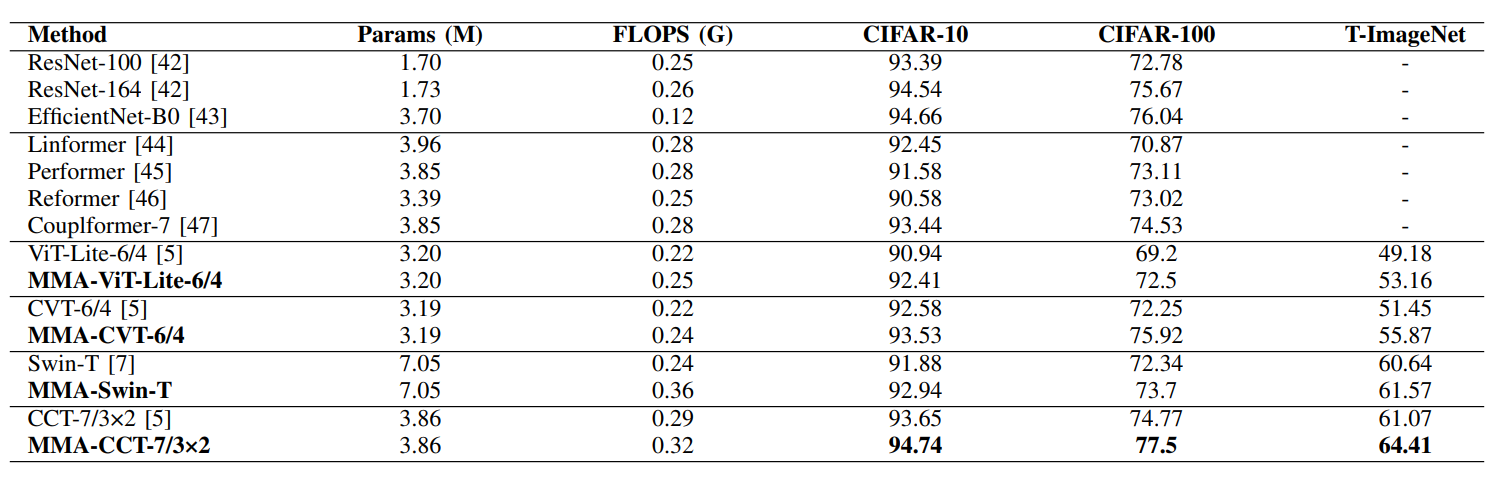 Method Params (M) FLOPS (G) CIFAR-10 CIFAR-100 T-ImageNet
ResNet-100 [42] 1.70 0.25 93.39 72.78 -
ResNet-164 [42] 1.73 0.26 94.54 75.67 -
EfficientNet-B0 [43] 3.70 0.12 94.66 76.04 -
Linformer [44] 3.96 0.28 92.45 70.87 -
Performer [45] 3.85 0.28 91.58 73.11 -
Reformer [46] 3.39 0.25 90.58 73.02 -
Couplformer-7 [47] 3.85 0.28 93.44 74.53 -
ViT-Lite-6/4 [5] 3.20 0.22 90.94 69.2 49.18
MMA-ViT-Lite-6/4 3.20 0.25 92.41 72.5 53.16
CVT-6/4 [5] 3.19 0.22 92.58 72.25 51.45
MMA-CVT-6/4 3.19 0.24 93.53 75.92 55.87
Swin-T [7] 7.05 0.24 91.88 72.34 60.64
MMA-Swin-T 7.05 0.36 92.94 73.7 61.57
CCT-7/3×2 [5] 3.86 0.29 93.65 74.77 61.07
MMA-CCT-7/3×2 3.86 0.32 94.74 77.5 64.41